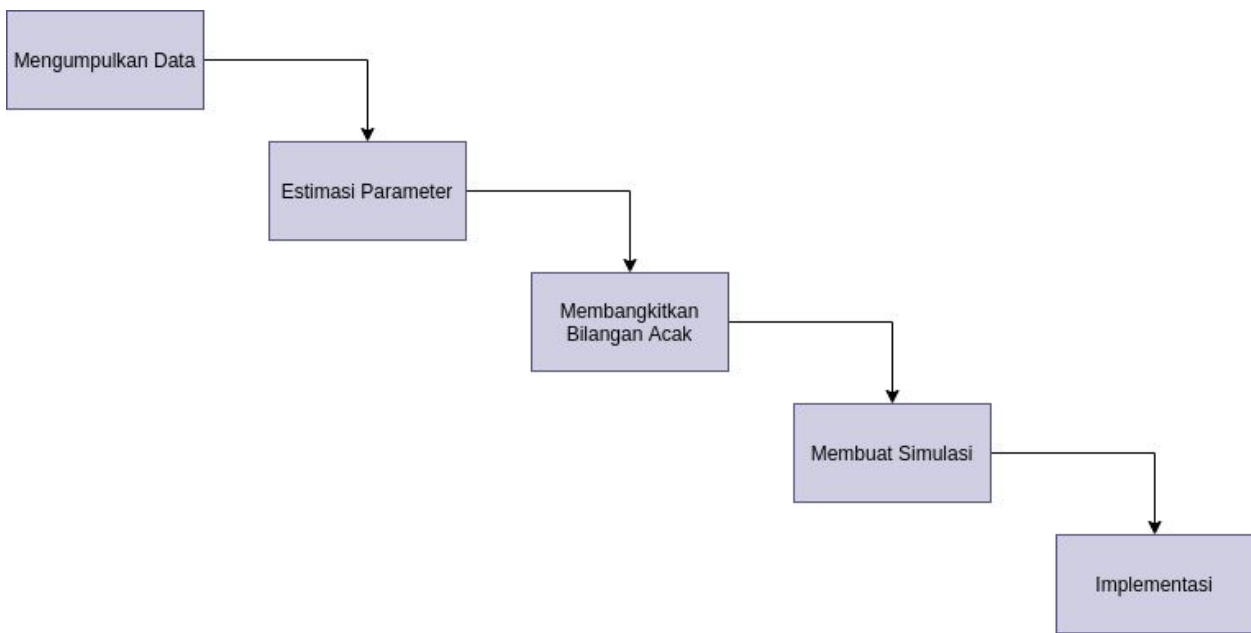 Mengumpulkan Data
Estimasi Parameter
Membangkitkan
Bilangan Acak
Membuat Simulasi
Implementasi